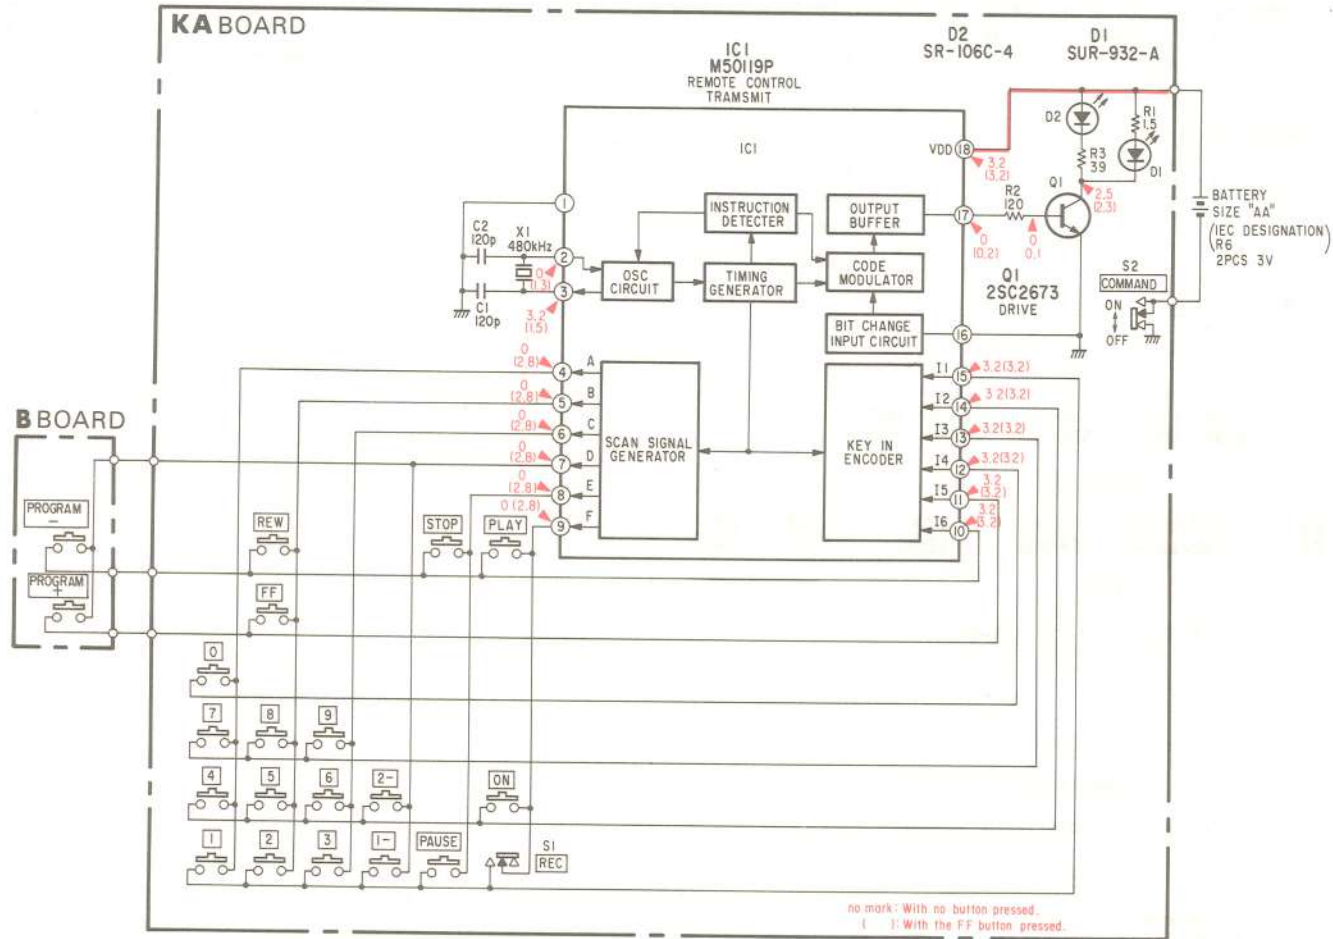 KA BOARD
D2
SR-106C-4
D1
SUR-932-A
IC1
M50119P
REMOTE CONTROL
TRAMSMIT
IC1
VDD
18
3.2
(3.2)
D2
R3
39
R1
1.5
D1
Q1
2.5
(2.3)
BATTERY
SIZE "AA"
(IEC DESIGNATION)
R6
2PCS 3V
S2
COMMAND
ON
OFF
1
C2
120p
X1
480kHz
2
0
(1.3)
3
C1
120p
3.2
(1.5)
INSTRUCTION
DETECTER
OUTPUT
BUFFER
17
0
(0.2)
R2
120
0
0.1
OSC
CIRCUIT
TIMING
GENERATOR
CODE
MODULATOR
Q1
2SC2673
DRIVE
BIT CHANGE
INPUT CIRCUIT
16
0
(2.8)
4
A
0
(2.8)
5
B
0
(2.8)
6
C
0
(2.8)
7
D
0
(2.8)
8
E
0 (2.8)
9
F
SCAN SIGNAL
GENERATOR
KEY IN
ENCODER
I1
15
3.2(3.2)
I2
14
3.2(3.2)
I3
13
3.2(3.2)
I4
12
3.2(3.2)
I5
11
3.2
(3.2)
I6
10
3.2
(3.2)
B BOARD
PROGRAM
−
PROGRAM
+
REW
STOP
PLAY
FF
0
7
8
9
4
5
6
2-
ON
1
2
3
1-
PAUSE
S1
REC
no mark: With no button pressed.
( ): With the FF button pressed.